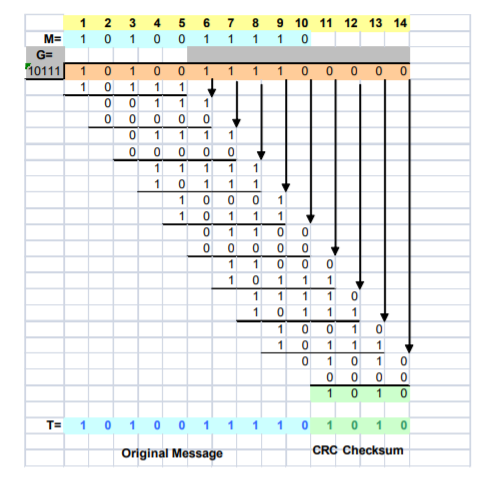 1 2 3 4 5 6 7 8 9 10 11 12 13 14
M= 1 0 1 0 0 1 1 1 1 0
G=
10111 1 0 1 0 0 1 1 1 1 0 0 0 0 0
1 0 1 1 1
0 0 1 1 1
0 0 0 0 0
0 1 1 1 1
0 0 0 0 0
1 1 1 1 1
1 0 1 1 1
1 0 0 0 1
1 0 1 1 1
0 1 1 0 0
0 0 0 0 0
1 1 0 0 0
1 0 1 1 1
1 1 1 1 0
1 0 1 1 1
1 0 0 1 0
1 0 1 1 1
0 1 0 1 0
0 0 0 0
1 0 1 0
T= 1 0 1 0 0 1 1 1 1 0 1 0 1 0
Original Message CRC Checksum